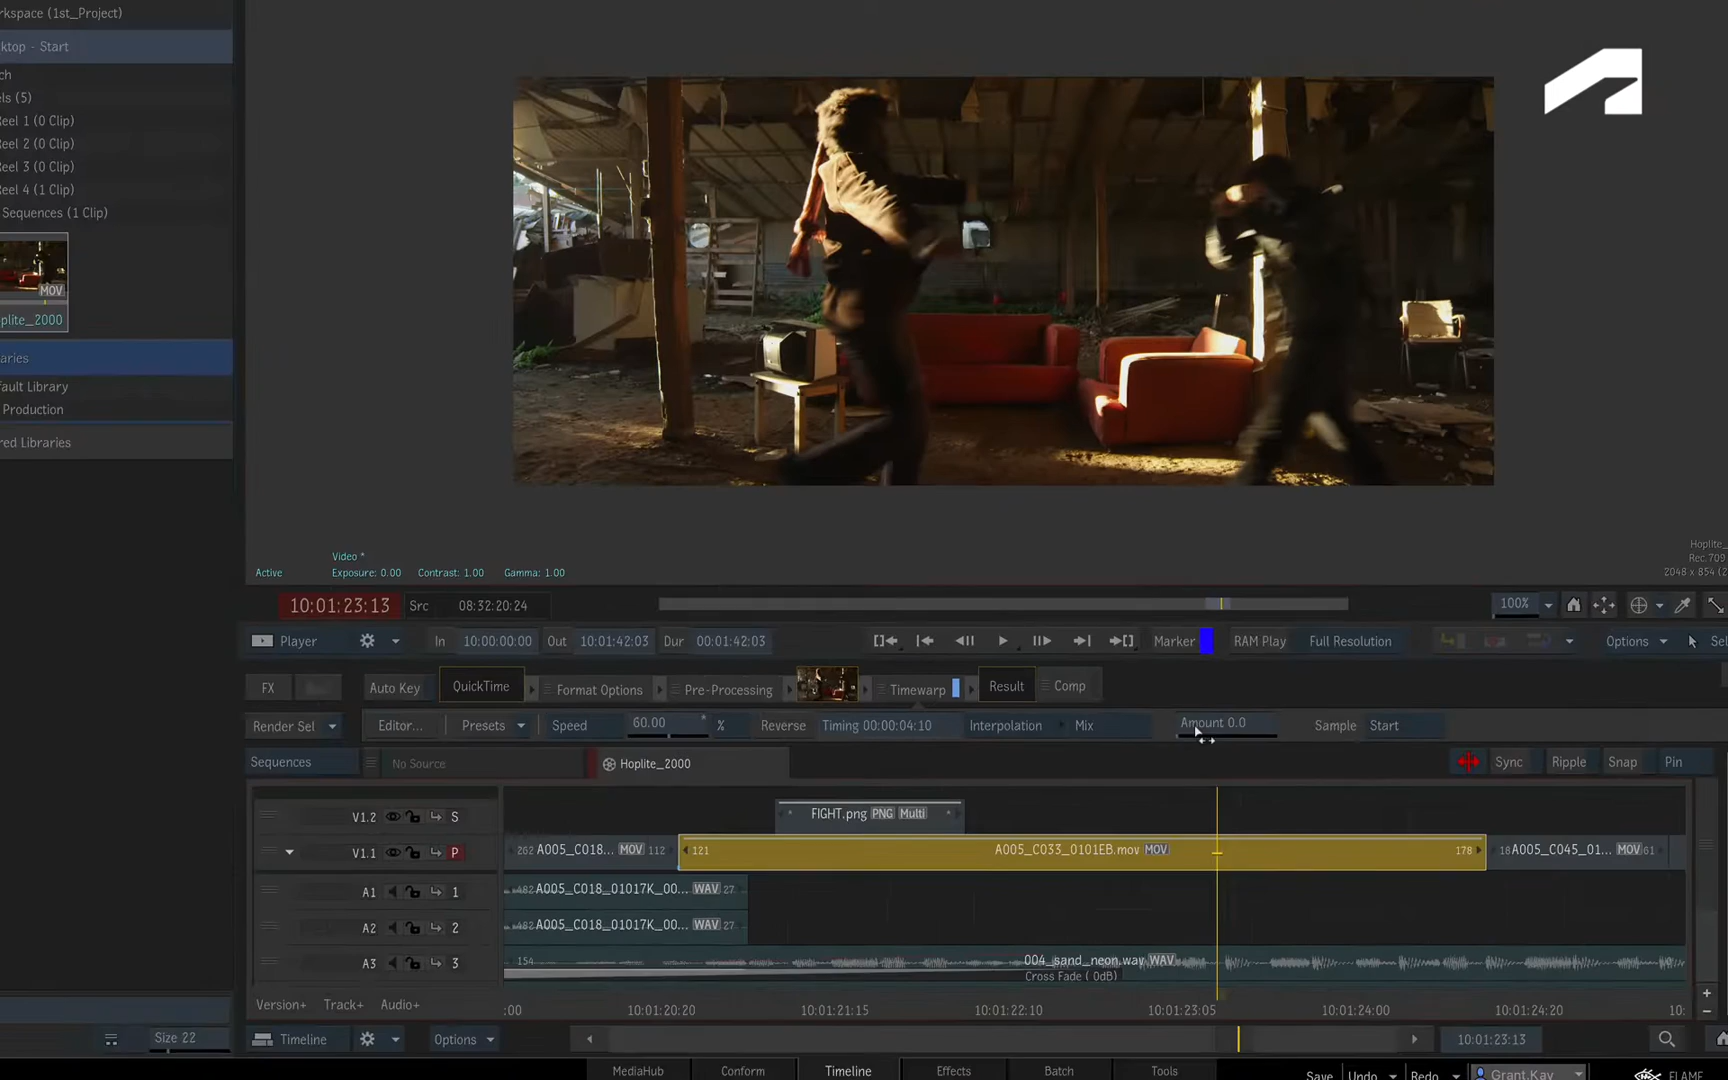 rkspace (1st_Project)
ktop - Start
ch
ls (5)
Reel 1 (0 Clip)
Reel 2 (0 Clip)
Reel 3 (0 Clip)
Reel 4 (1 Clip)
Sequences (1 Clip)
MOV
plite_2000
aries
fault Library
Production
red Libraries
Video *
Active Exposure: 0.00 Contrast: 1.00 Gamma: 1.00
Hoplite_
Rec.709
2048 x 854 (2
10:01:23:13 Src 08:32:20:24 100%
Player In 10:00:00:00 Out 10:01:42:03 Dur 00:01:42:03 Marker RAM Play Full Resolution Options Sel
FX Auto Key QuickTime Format Options Pre-Processing Timewarp Result Comp
Render Sel Editor... Presets Speed 60.00 % Reverse Timing 00:00:04:10 Interpolation Mix Amount 0.0 Sample Start
Sequences No Source Hoplite_2000 Sync Ripple Snap Pin
V1.2 S FIGHT.png PNG Multi
V1.1 P 262 A005_C018... MOV 112 121 A005_C033_0101EB.mov MOV 178 18 A005_C045_01... MOV 61
A1 1 482 A005_C018_01017K_00... WAV 27
A2 2 482 A005_C018_01017K_00... WAV 27
A3 3 154 004_sand_neon.wav WAV
Cross Fade ( 0dB)
Version+ Track+ Audio+ :00 10:01:20:20 10:01:21:15 10:01:22:10 10:01:23:05 10:01:24:00 10:01:24:20 10:
Size 22 Timeline Options 10:01:23:13
MediaHub Conform Timeline Effects Batch Tools Save Undo Redo Grant.Kay FLAME